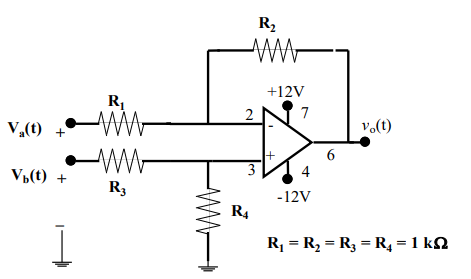 R₂
+12V
R₁
2
7
Vₐ(t) +
-
vₒ(t)
+
6
V_b(t) +
3
4
R₃
-12V
R₄
R₁ = R₂ = R₃ = R₄ = 1 kΩ